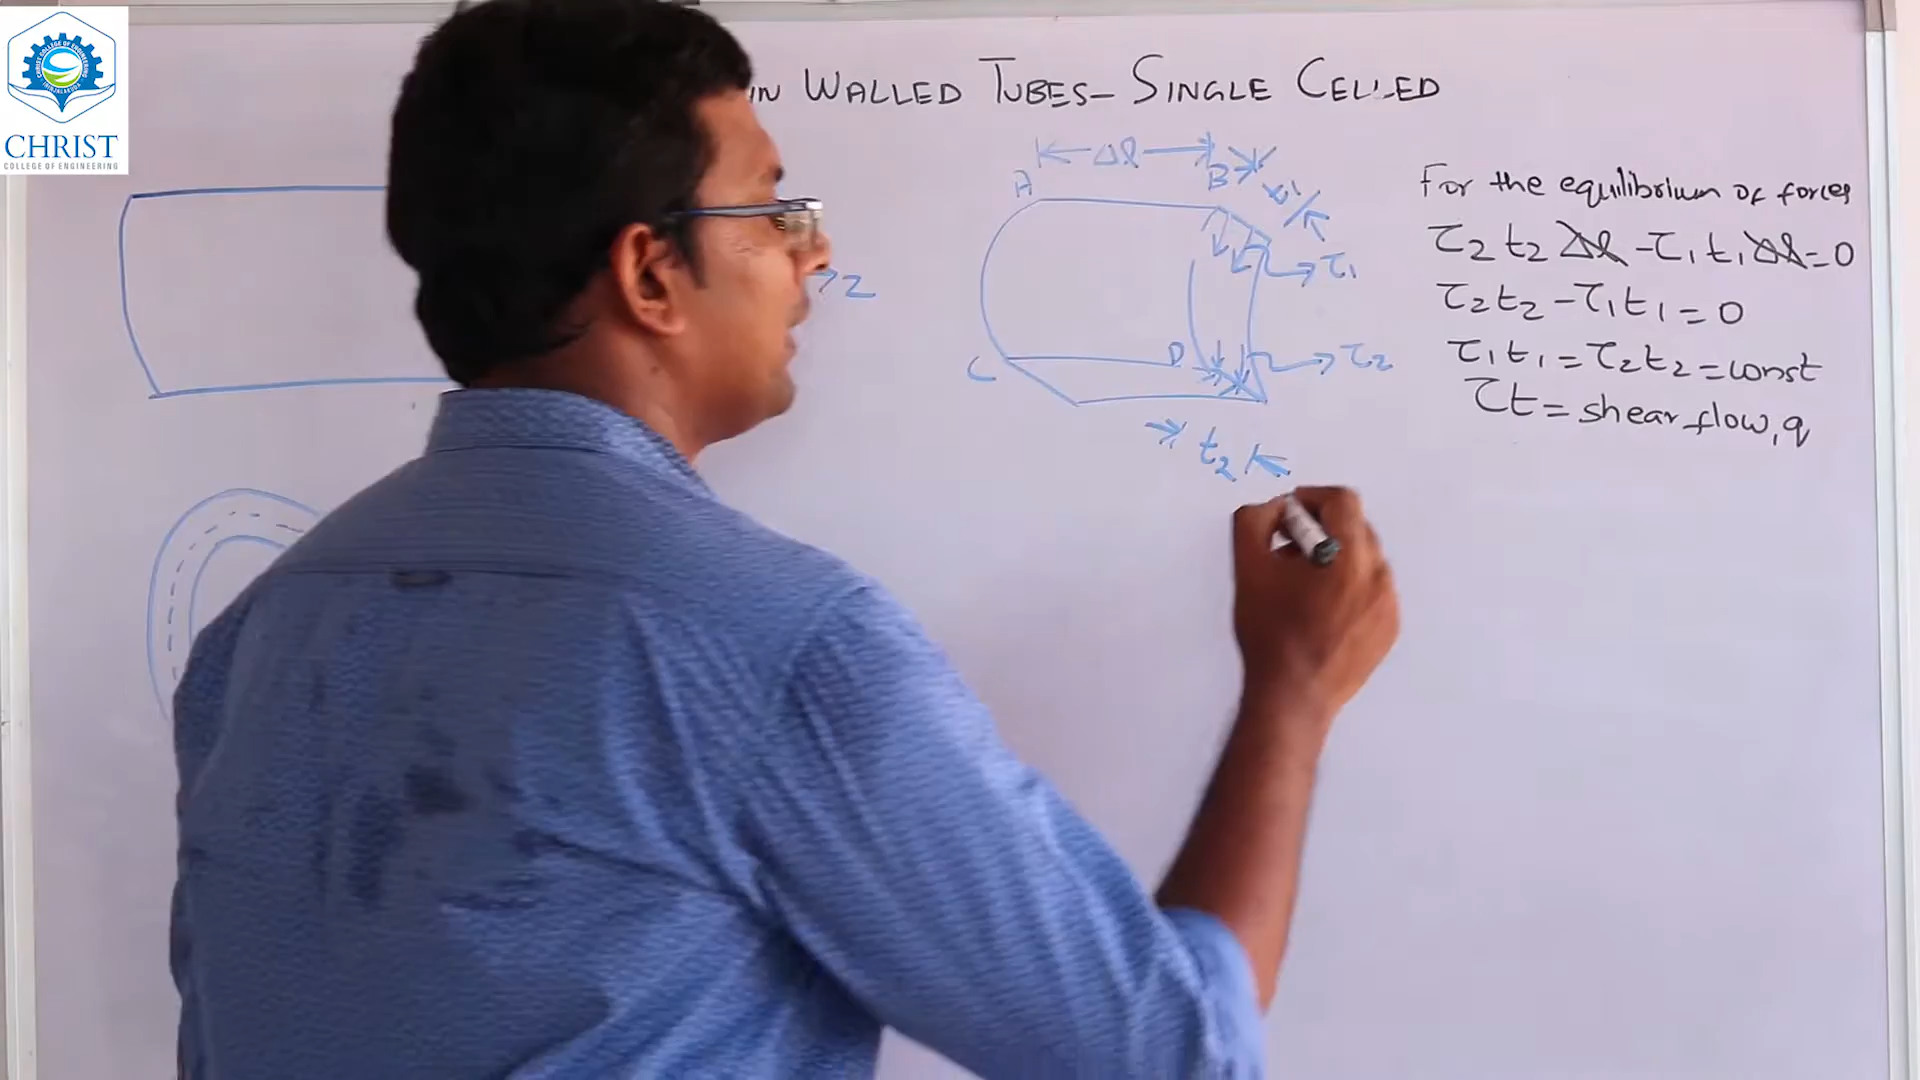 CHRIST
COLLEGE OF ENGINEERING
IN WALLED TUBES- SINGLE CELLED
A
Δl
B
t1
τ1
z
C
D
τ2
t2
For the equilibrium of forces
τ2 t2 Δl - τ1 t1 Δl = 0
τ2 t2 - τ1 t1 = 0
τ1 t1 = τ2 t2 = const
τt = shear flow, q